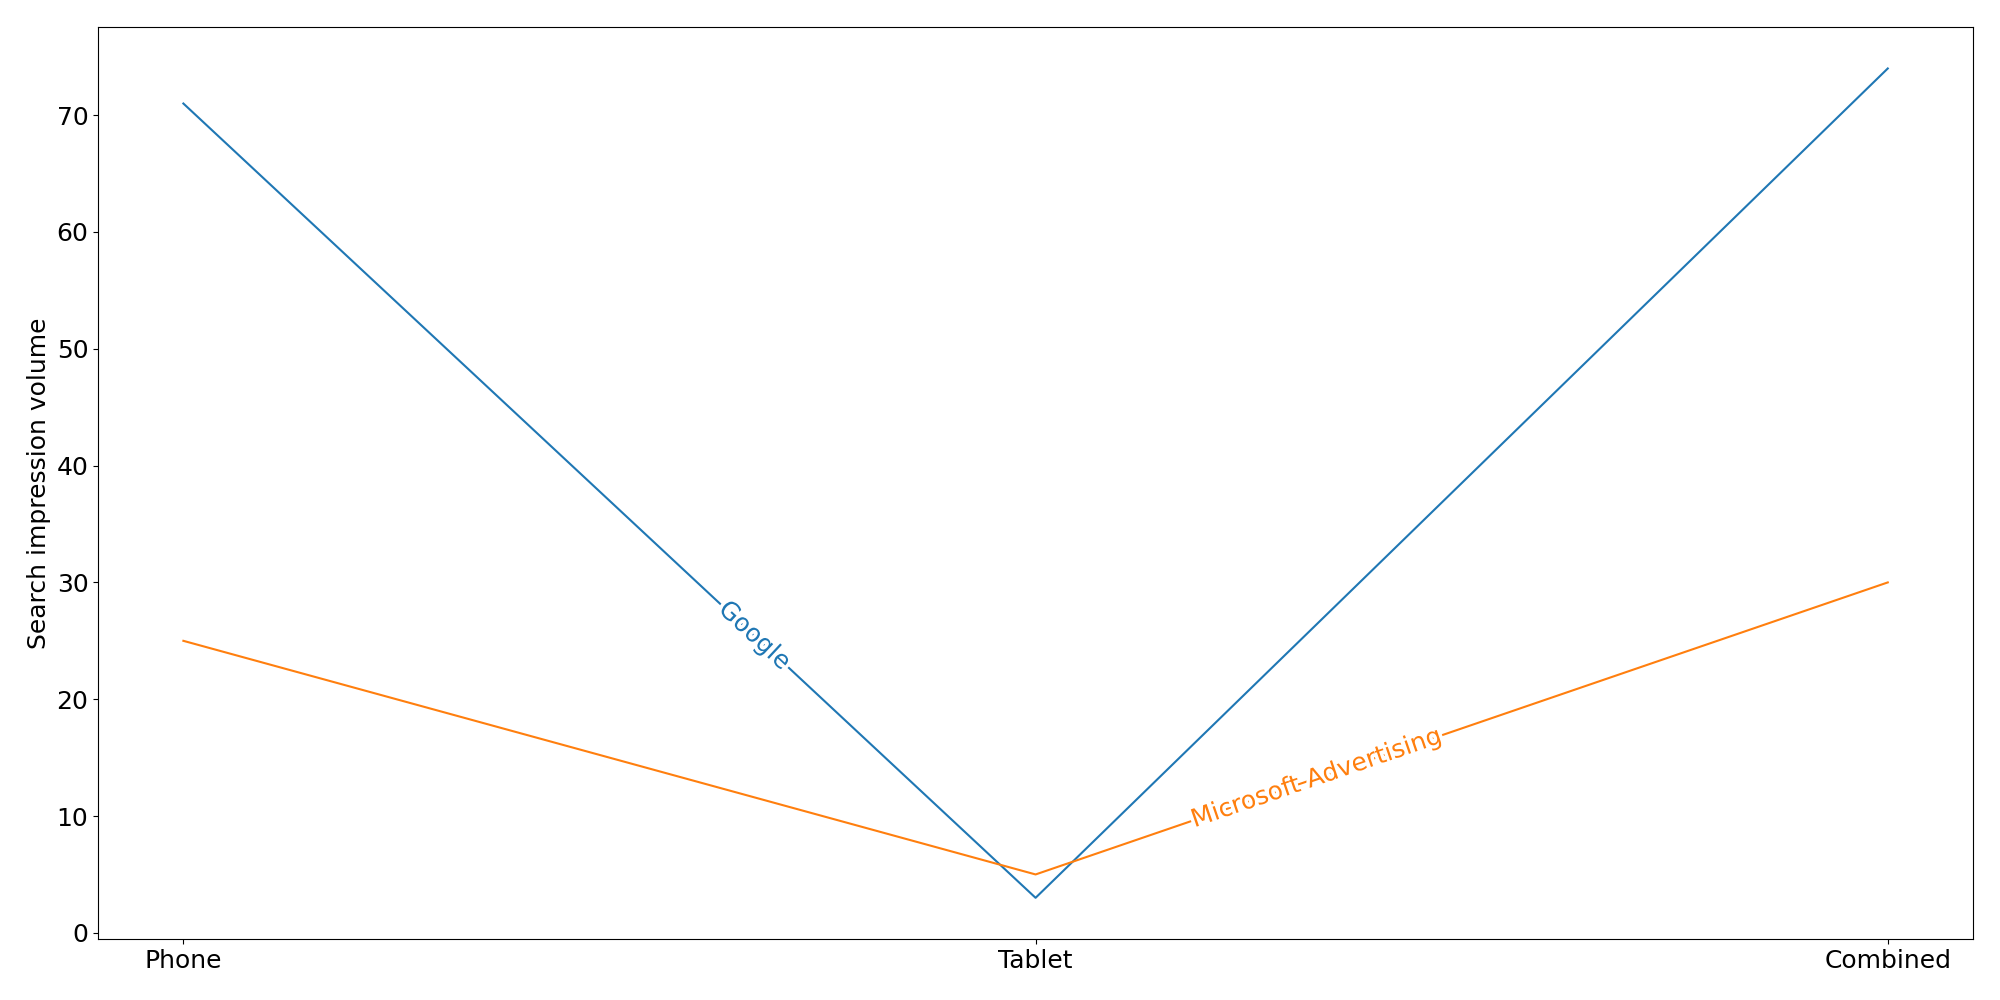 Search impression volume
70
60
50
40
30
20
10
0
Google
Microsoft Advertising
Phone
Tablet
Combined